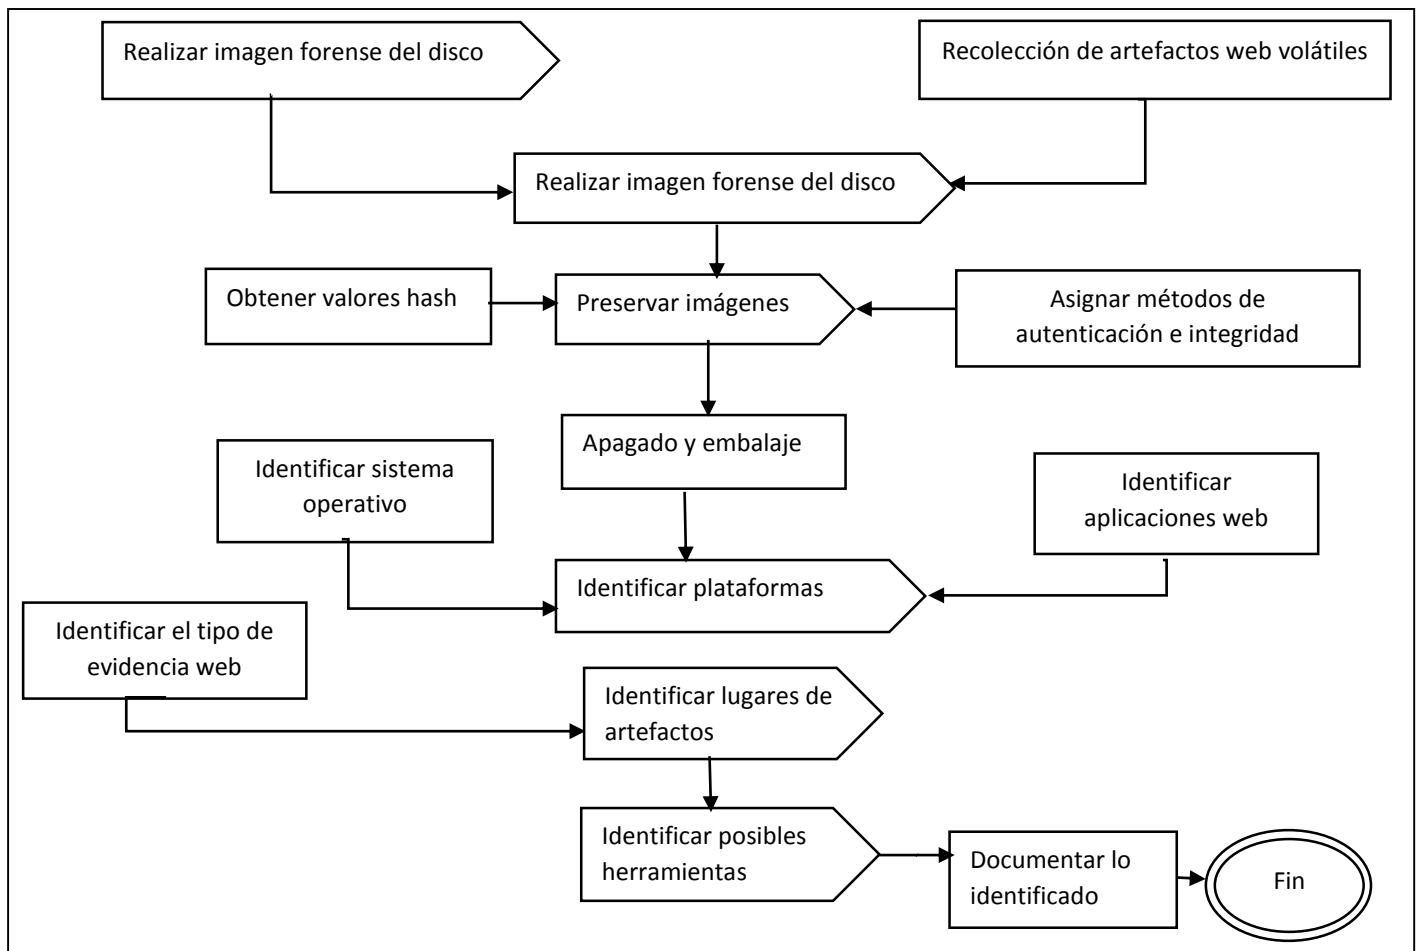 Realizar imagen forense del disco
Recolección de artefactos web volátiles
Realizar imagen forense del disco
Obtener valores hash
Preservar imágenes
Asignar métodos de
autenticación e integridad
Apagado y embalaje
Identificar sistema
operativo
Identificar
aplicaciones web
Identificar plataformas
Identificar el tipo de
evidencia web
Identificar lugares de
artefactos
Identificar posibles
herramientas
Documentar lo
identificado
Fin